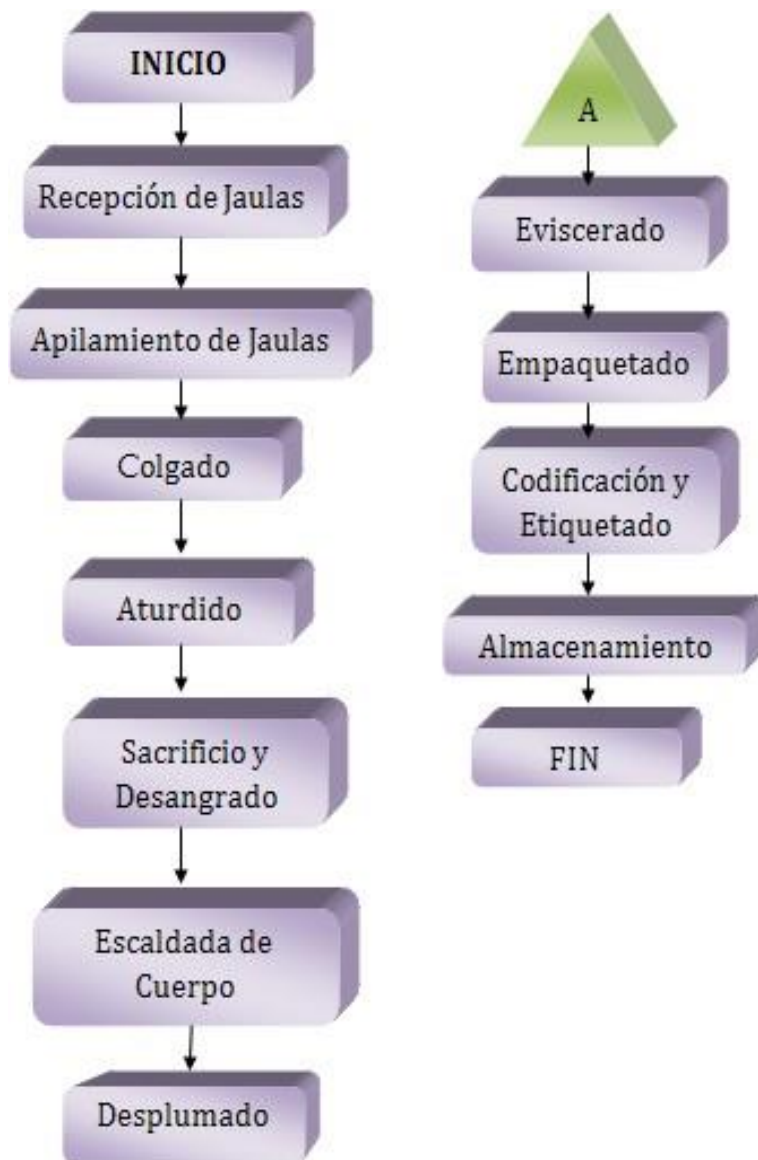 INICIO
Recepción de Jaulas
Apilamiento de Jaulas
Colgado
Aturdido
Sacrificio y
Desangrado
Escaldada de
Cuerpo
Desplumado
A
Eviscerado
Empaquetado
Codificación y
Etiquetado
Almacenamiento
FIN